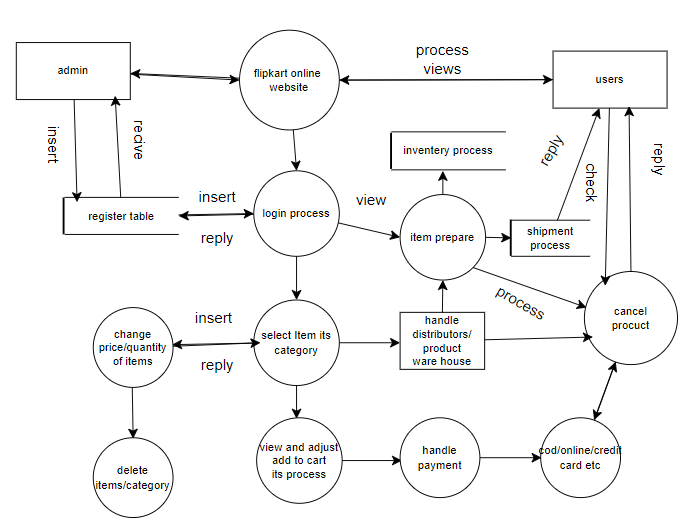 process
views
admin
flipkart online
website
users
insert
recive
inventery process
reply
check
reply
register table
insert
reply
login process
view
item prepare
shipment
process
process
cancel
procuct
change
price/quantity
of items
insert
reply
select Item its
category
handle
distributors/
product
ware house
delete
items/category
view and adjust
add to cart
its process
handle
payment
cod/online/credit
card etc